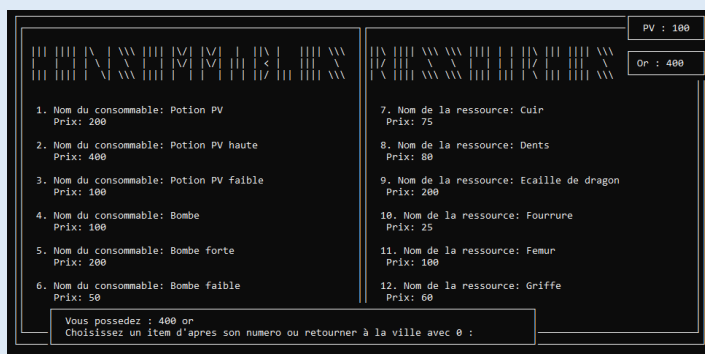 PV : 100
Or : 400
CONSOMMABLES
RESSOURCES
1. Nom du consommable: Potion PV
Prix: 200
2. Nom du consommable: Potion PV haute
Prix: 400
3. Nom du consommable: Potion PV faible
Prix: 100
4. Nom du consommable: Bombe
Prix: 100
5. Nom du consommable: Bombe forte
Prix: 200
6. Nom du consommable: Bombe faible
Prix: 50
7. Nom de la ressource: Cuir
Prix: 75
8. Nom de la ressource: Dents
Prix: 80
9. Nom de la ressource: Ecaille de dragon
Prix: 200
10. Nom de la ressource: Fourrure
Prix: 25
11. Nom de la ressource: Femur
Prix: 100
12. Nom de la ressource: Griffe
Prix: 60
Vous possedez : 400 or
Choisissez un item d'apres son numero ou retourner à la ville avec 0 :